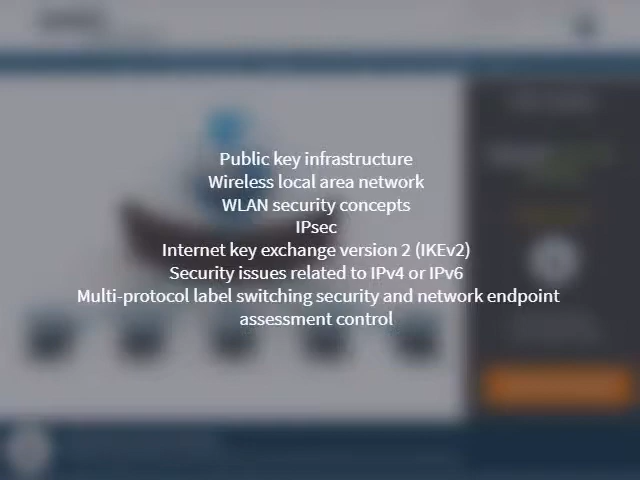 Public key infrastructure
Wireless local area network
WLAN security concepts
IPsec
Internet key exchange version 2 (IKEv2)
Security issues related to IPv4 or IPv6
Multi-protocol label switching security and network endpoint
assessment control